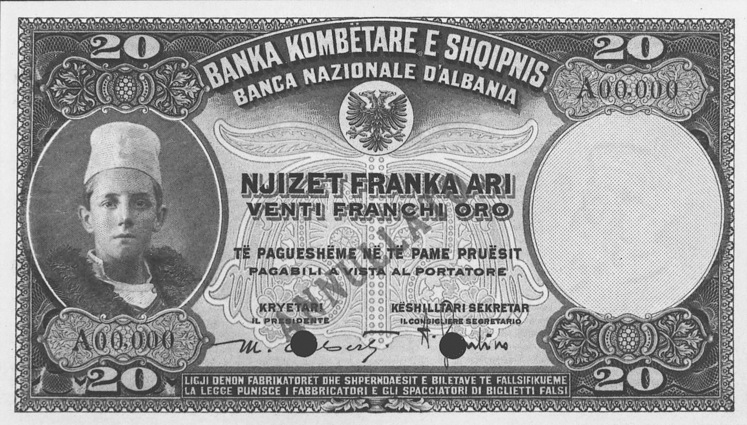 20
20
BANKA KOMBËTARE E SHQIPNIS
BANCA NAZIONALE D'ALBANIA
A00.000
NJIZET FRANKA ARI
VENTI FRANCHI ORO
TË PAGUESHËME NË TË PAME PRUËSIT
PAGABILI A VISTA AL PORTATORE
KRYETARI
IL PRESIDENTE
KËSHILLTARI SEKRETAR
IL CONSIGLIERE SEGRETARIO
A00.000
20
20
LIGJI DENON FABRIKATORET DHE SHPERNDAËSIT E BILETAVE TE FALLSIFIKUEME
LA LEGGE PUNISCE I FABBRICATORI E GLI SPACCIATORI DI BIGLIETTI FALSI